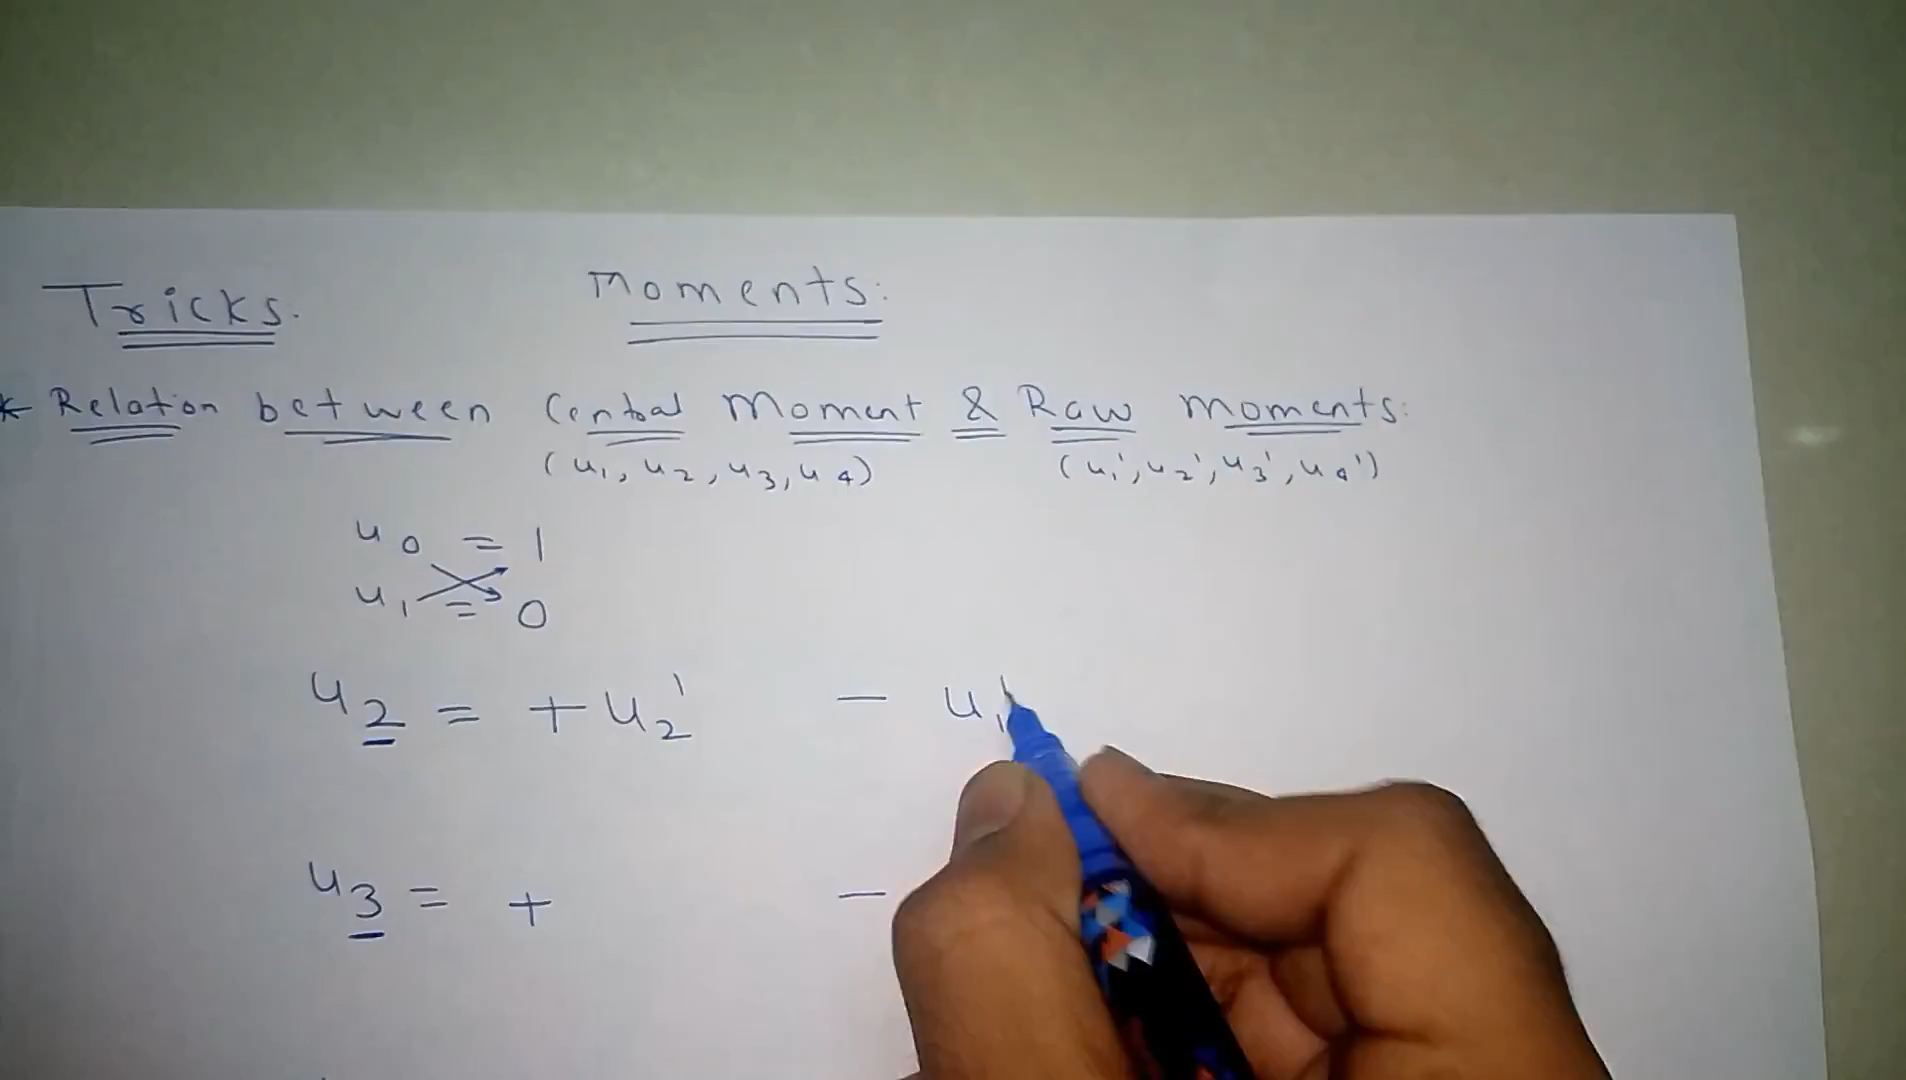 Tricks.
Moments:
* Relation between Central Moment & Raw Moments:
(u₁, u₂, u₃, u₄)
(u₁', u₂', u₃', u₄')
u₀ = 1
u₁ = 0
u₂ = + u₂' - u₁'
u₃ = + -